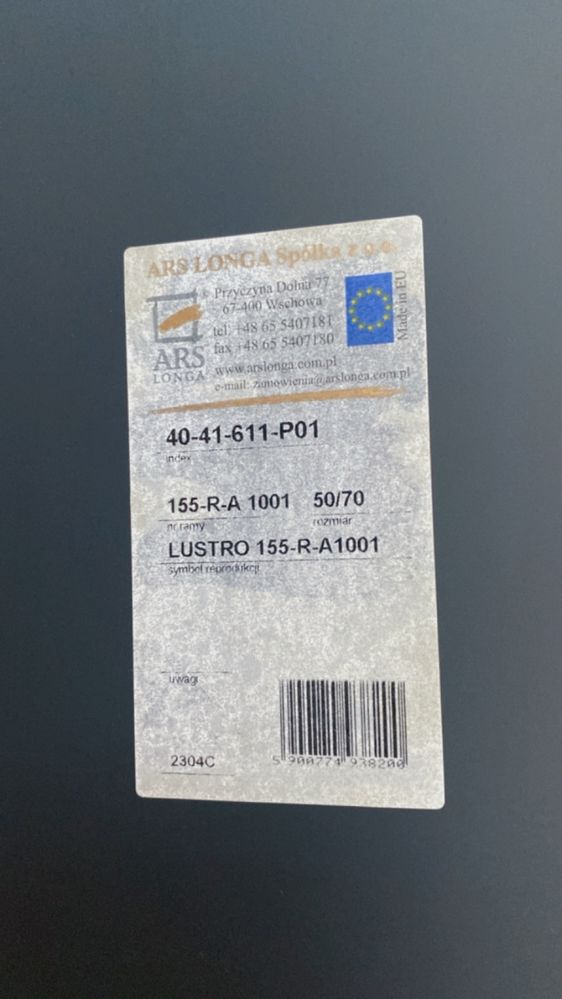 ARS LONGA Spółka z o.o.
Przyczyna Dolna 77
67-400 Wschowa
tel: +48 65 5407181
fax +48 65 5407180
www.arslonga.com.pl
e-mail: zamowienia@arslonga.com.pl
ARS
LONGA
Made in EU
40-41-611-P01
index
155-R-A 1001 50/70
nr ramy rozmiar
LUSTRO 155-R-A1001
symbol reprodukcji
uwagi
2304C
5 900774 938200